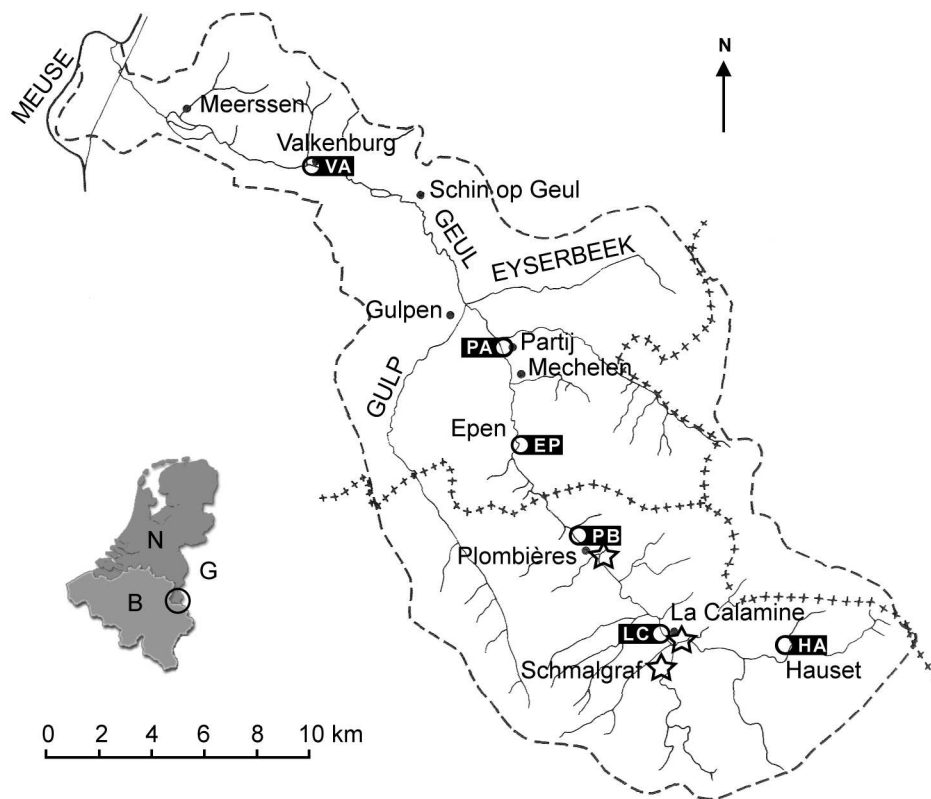 N
MEUSE
Meerssen
Valkenburg
VA
Schin op Geul
GEUL
EYSERBEEK
Gulpen
PA
Partij
Mechelen
GULP
Epen
EP
N
G
B
PB
Plombières
La Calamine
LC
HA
Schmalgraf
Hauset
0 2 4 6 8 10 km